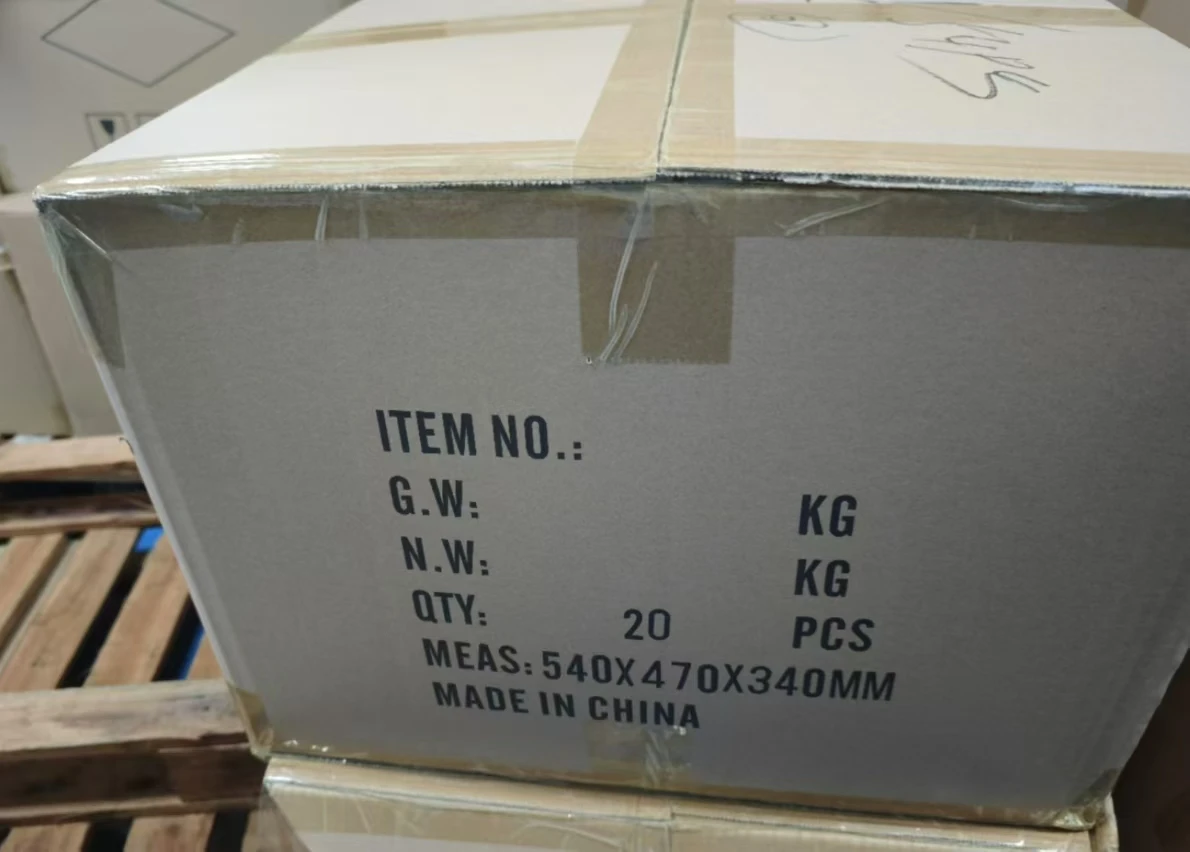 ITEM NO.:
G.W: KG
N.W: KG
QTY: 20 PCS
MEAS: 540X470X340MM
MADE IN CHINA